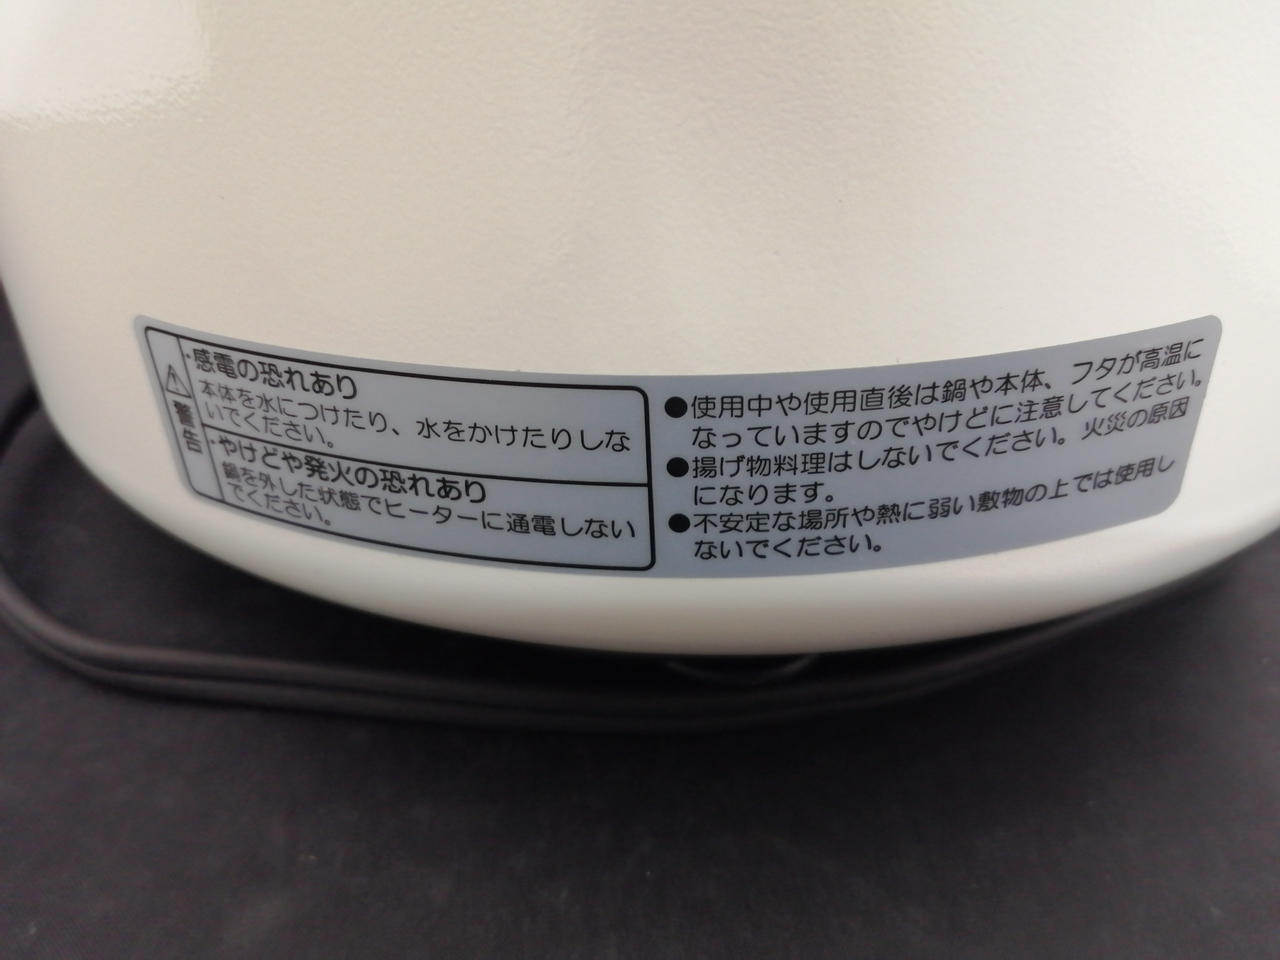 警告
・感電の恐れあり
本体を水につけたり、水をかけたりしな
いでください。
・やけどや発火の恐れあり
鍋を外した状態でヒーターに通電しない
でください。
●使用中や使用直後は鍋や本体、フタが高温に
なっていますのでやけどに注意してください。
●揚げ物料理はしないでください。火災の原因
になります。
●不安定な場所や熱に弱い敷物の上では使用し
ないでください。